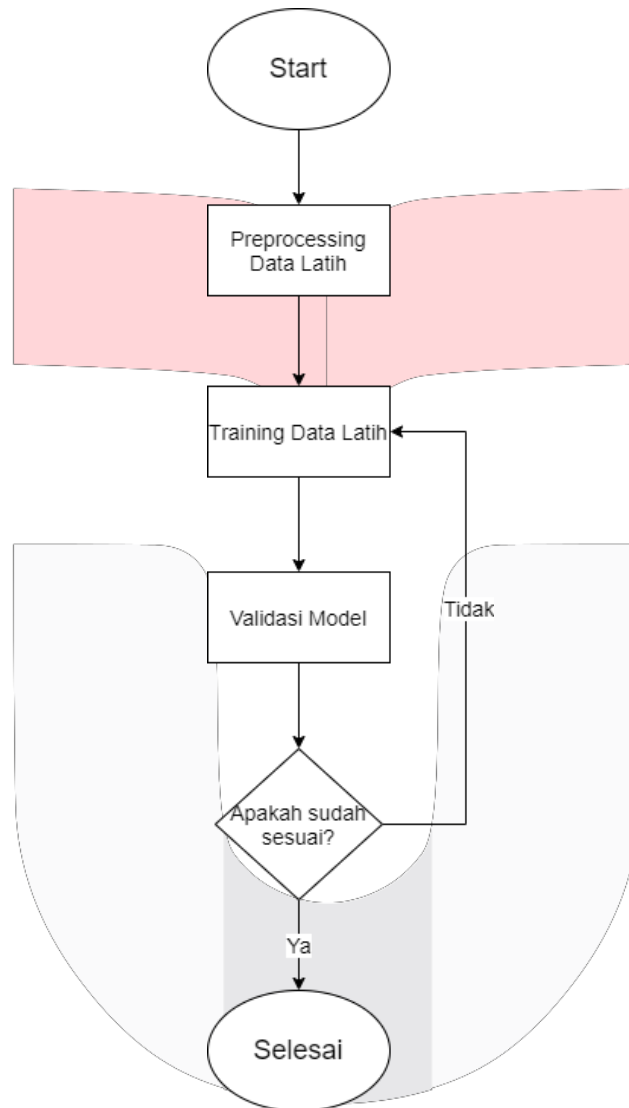 Start
Preprocessing
Data Latih
Training Data Latih
Validasi Model
Tidak
Apakah sudah
sesuai?
Ya
Selesai